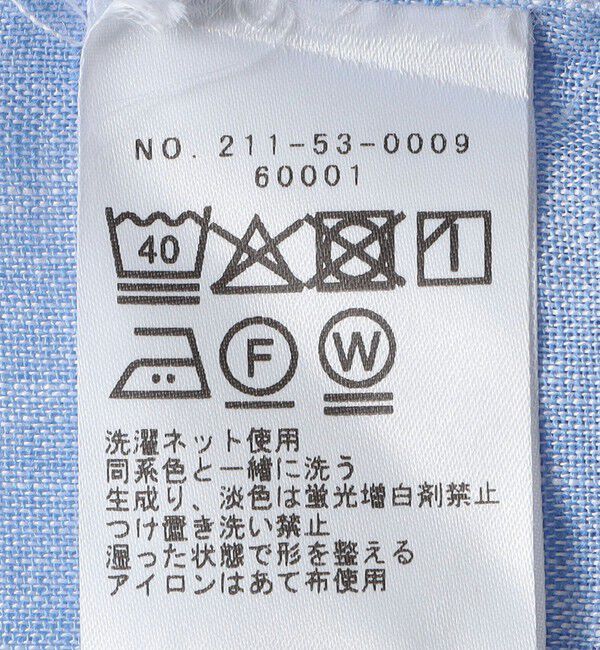 NO. 211-53-0009
60001
40
F W
洗濯ネット使用
同系色と一緒に洗う
生成り、淡色は蛍光増白剤禁止
つけ置き洗い禁止
湿った状態で形を整える
アイロンはあて布使用